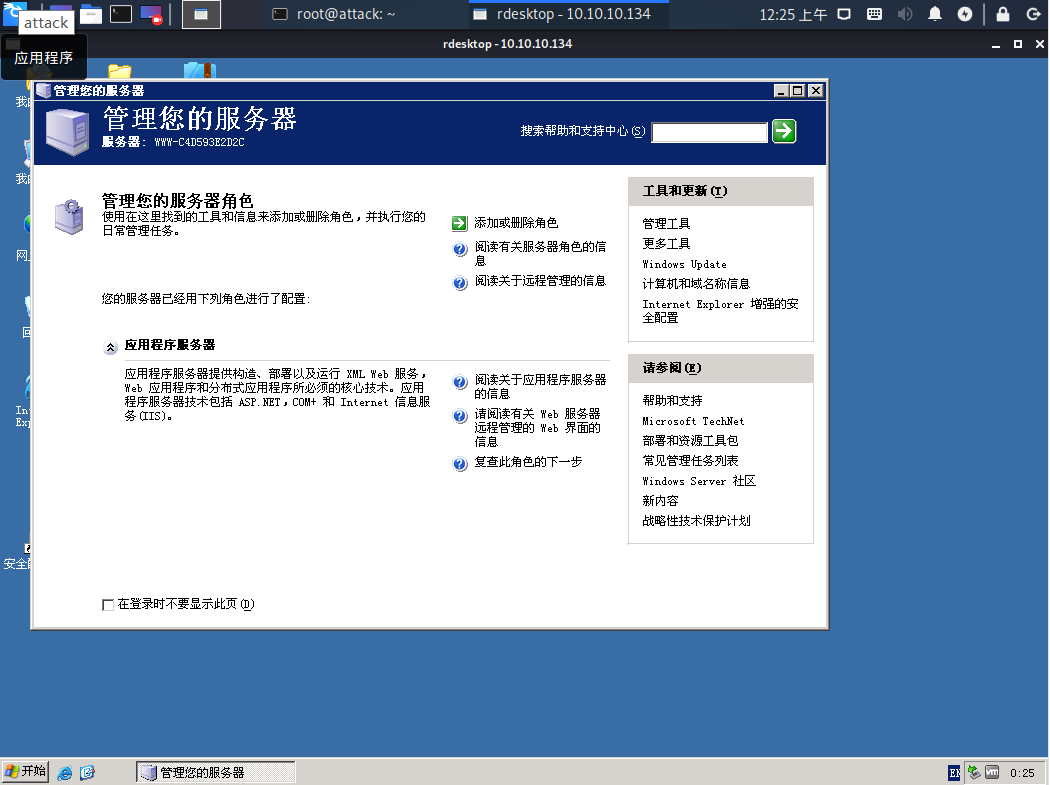 root@attack: ~
rdesktop - 10.10.10.134
12:25 上午
attack
应用程序
rdesktop - 10.10.10.134
管理您的服务器
管理您的服务器
服务器: WWW-C4D593E2D2C
搜索帮助和支持中心(S)
管理您的服务器角色
使用在这里找到的工具和信息来添加或删除角色，并执行您的
日常管理任务。
添加或删除角色
阅读有关服务器角色的信
息
阅读关于远程管理的信息
您的服务器已经用下列角色进行了配置:
应用程序服务器
应用程序服务器提供构造、部署以及运行 XML Web 服务，
Web 应用程序和分布式应用程序所必须的核心技术。应用
程序服务器技术包括 ASP.NET，COM+ 和 Internet 信息服
务(IIS)。
阅读关于应用程序服务器
的信息
请阅读有关 Web 服务器
远程管理的 Web 界面的
信息
复查此角色的下一步
工具和更新(T)
管理工具
更多工具
Windows Update
计算机和域名称信息
Internet Explorer 增强的安
全配置
请参阅(E)
帮助和支持
Microsoft TechNet
部署和资源工具包
常见管理任务列表
Windows Server 社区
新内容
战略性技术保护计划
在登录时不要显示此页(D)
我
我
网
In
Exp
安全
开始
管理您的服务器
EN
vm
0:25